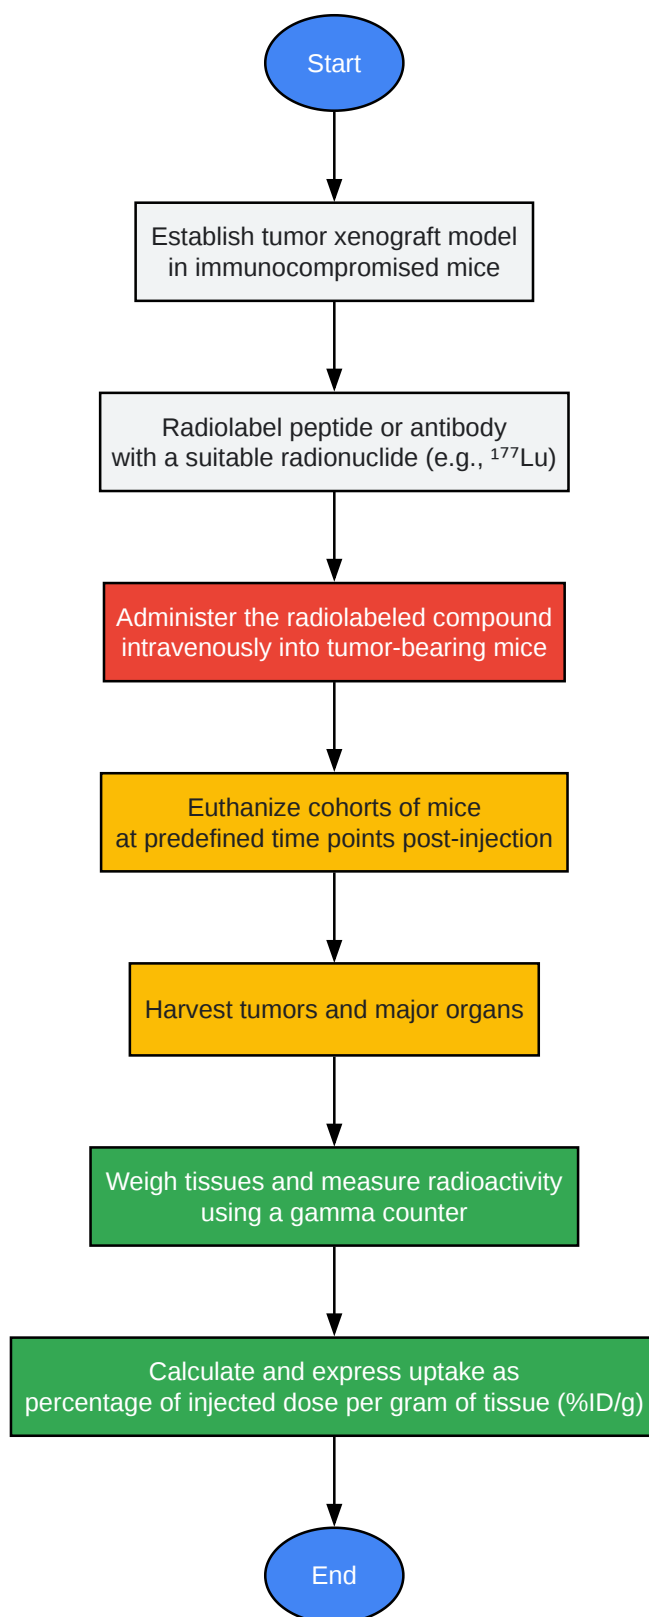 Start
Establish tumor xenograft model
in immunocompromised mice
Radiolabel peptide or antibody
with a suitable radionuclide (e.g., ¹⁷⁷Lu)
Administer the radiolabeled compound
intravenously into tumor-bearing mice
Euthanize cohorts of mice
at predefined time points post-injection
Harvest tumors and major organs
Weigh tissues and measure radioactivity
using a gamma counter
Calculate and express uptake as
percentage of injected dose per gram of tissue (%ID/g)
End